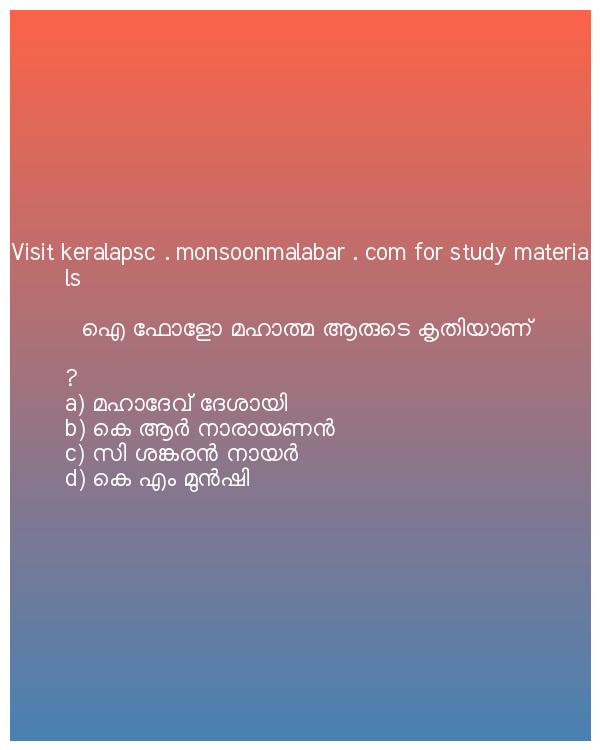 Visit keralapsc . monsoonmalabar . com for study materia
ls
ഐ ഫോളോ മഹാത്മ ആരുടെ കൃതിയാണ്
?
a) മഹാദേവ് ദേശായി
b) കെ ആർ നാരായണൻ
c) സി ശങ്കരൻ നായർ
d) കെ എം മുൻഷി